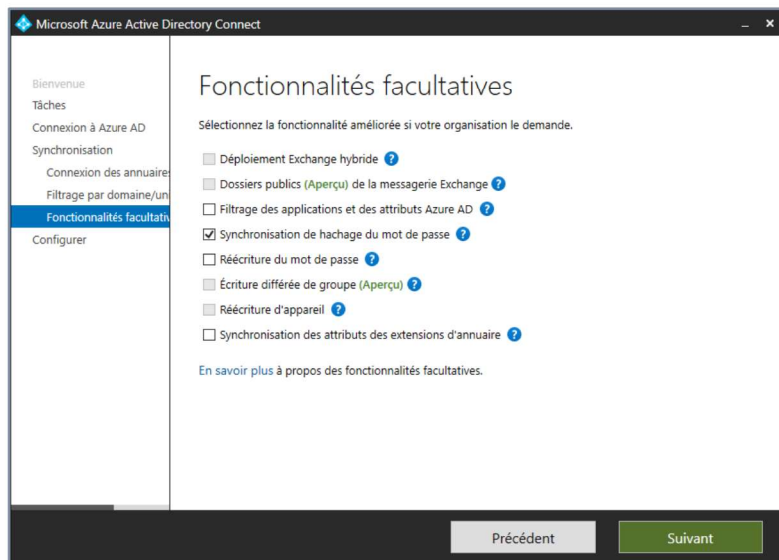 Microsoft Azure Active Directory Connect
Bienvenue
Tâches
Connexion à Azure AD
Synchronisation
Connexion des annuaires
Filtrage par domaine/un
Fonctionnalités facultativ
Configurer
Fonctionnalités facultatives
Sélectionnez la fonctionnalité améliorée si votre organisation le demande.
Déploiement Exchange hybride ?
Dossiers publics (Aperçu) de la messagerie Exchange ?
Filtrage des applications et des attributs Azure AD ?
Synchronisation de hachage du mot de passe ?
Réécriture du mot de passe ?
Écriture différée de groupe (Aperçu) ?
Réécriture d'appareil ?
Synchronisation des attributs des extensions d'annuaire ?
En savoir plus à propos des fonctionnalités facultatives.
Précédent
Suivant